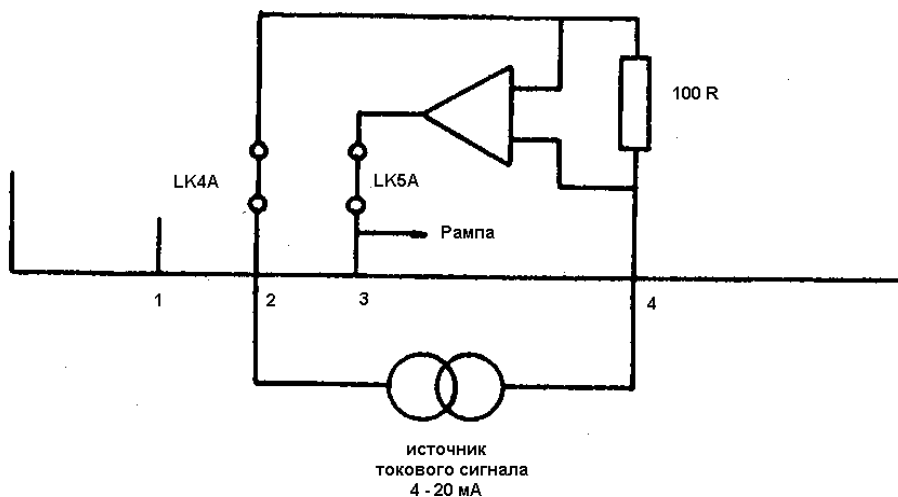 100 R
LK4A
LK5A
Рампа
1
2
3
4
источник
токового сигнала
4 - 20 мА